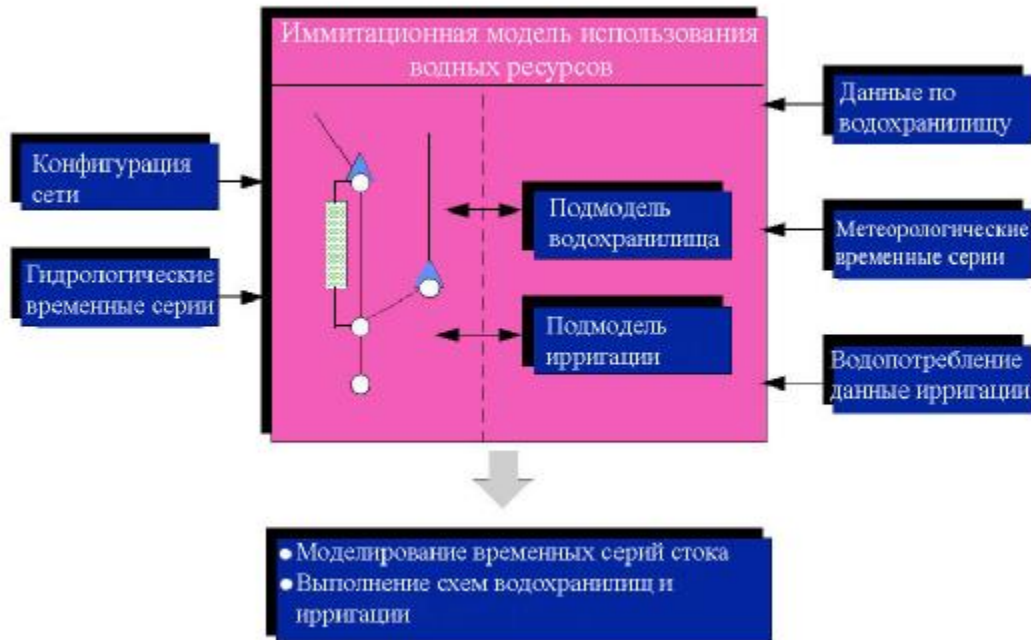 Иммитационная модель использования
водных ресурсов
Конфигурация
сети
Гидрологические
временные серии
Подмодель
водохранилища
Подмодель
ирригации
Данные по
водохранилищу
Метеорологические
временные серии
Водопотребление
данные ирригации
Моделирование временных серий стока
Выполнение схем водохранилищ и
ирригации